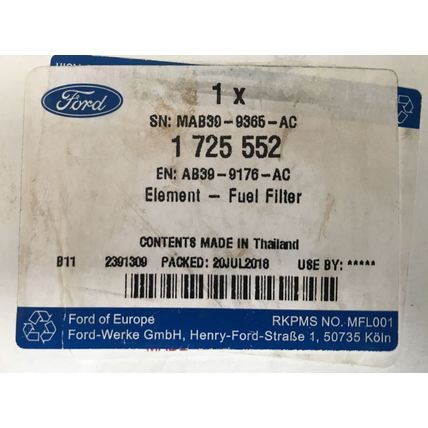 Ford
1 x
SN: MAB39-9365-AC
1 725 552
EN: AB39-9176-AC
Element - Fuel Filter
CONTENTS MADE IN Thailand
B11 2391309 PACKED: 20JUL2018 USE BY: *****
Ford of Europe RKPMS NO. MFL001
Ford-Werke GmbH, Henry-Ford-Straße 1, 50735 Köln